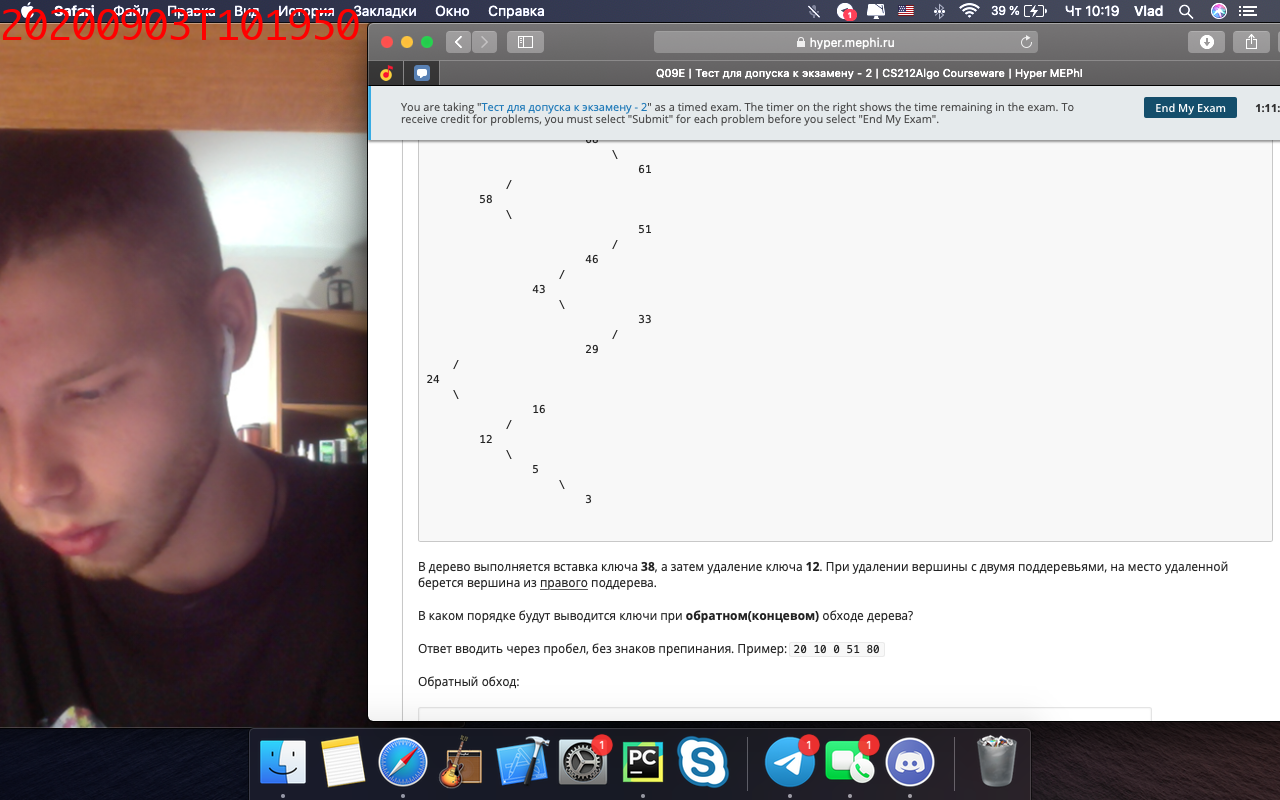 20200903T101950
Safari Файл Правка Вид История Закладки Окно Справка
1
39 %
Чт 10:19 Vlad
hyper.mephi.ru
Q09E | Тест для допуска к экзамену - 2 | CS212Algo Courseware | Hyper MEPhI
You are taking "Тест для допуска к экзамену - 2" as a timed exam. The timer on the right shows the time remaining in the exam. To
receive credit for problems, you must select "Submit" for each problem before you select "End My Exam".
End My Exam
1:11:
\
61
/
58
\
51
/
46
/
43
\
33
/
29
/
24
\
16
/
12
\
5
\
3
В дерево выполняется вставка ключа 38, а затем удаление ключа 12. При удалении вершины с двумя поддеревьями, на место удаленной
берется вершина из правого поддерева.
В каком порядке будут выводится ключи при обратном(концевом) обходе дерева?
Ответ вводить через пробел, без знаков препинания. Пример: 20 10 0 51 80
Обратный обход:
1
PC
1
1